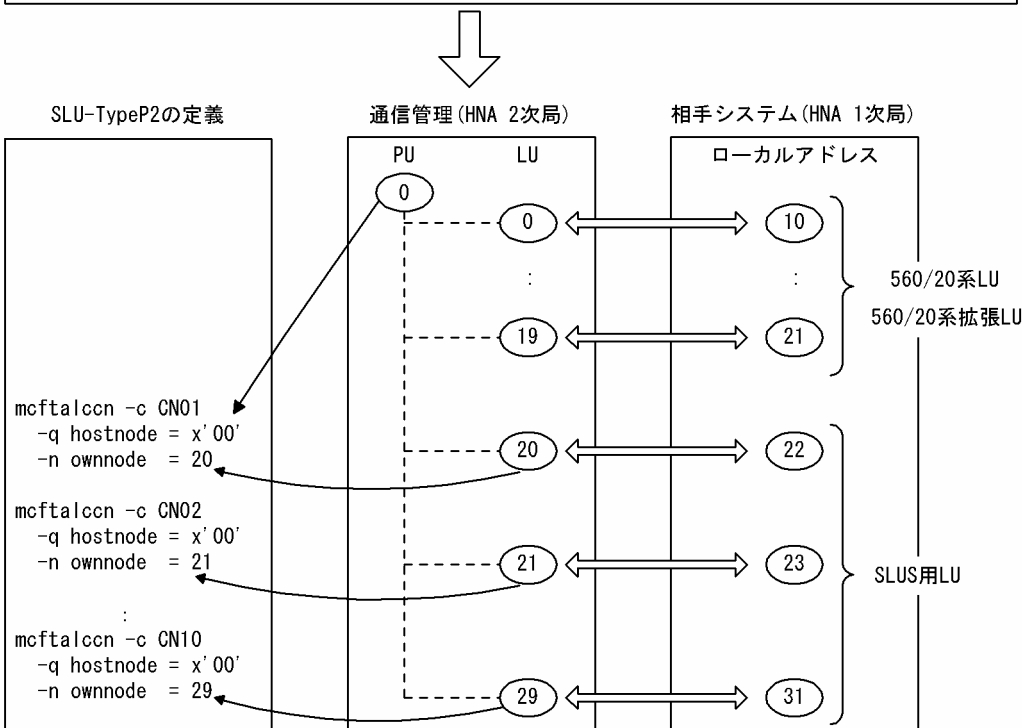 SLU-TypeP2の定義
通信管理(HNA 2次局)
相手システム(HNA 1次局)
PU
LU
ローカルアドレス
0
0
10
:
:
560/20系LU
560/20系拡張LU
19
21
mcftalccn -c CN01
-q hostnode = x'00'
-n ownnode = 20
20
22
mcftalccn -c CN02
-q hostnode = x'00'
-n ownnode = 21
21
23
SLUS用LU
:
mcftalccn -c CN10
-q hostnode = x'00'
-n ownnode = 29
29
31